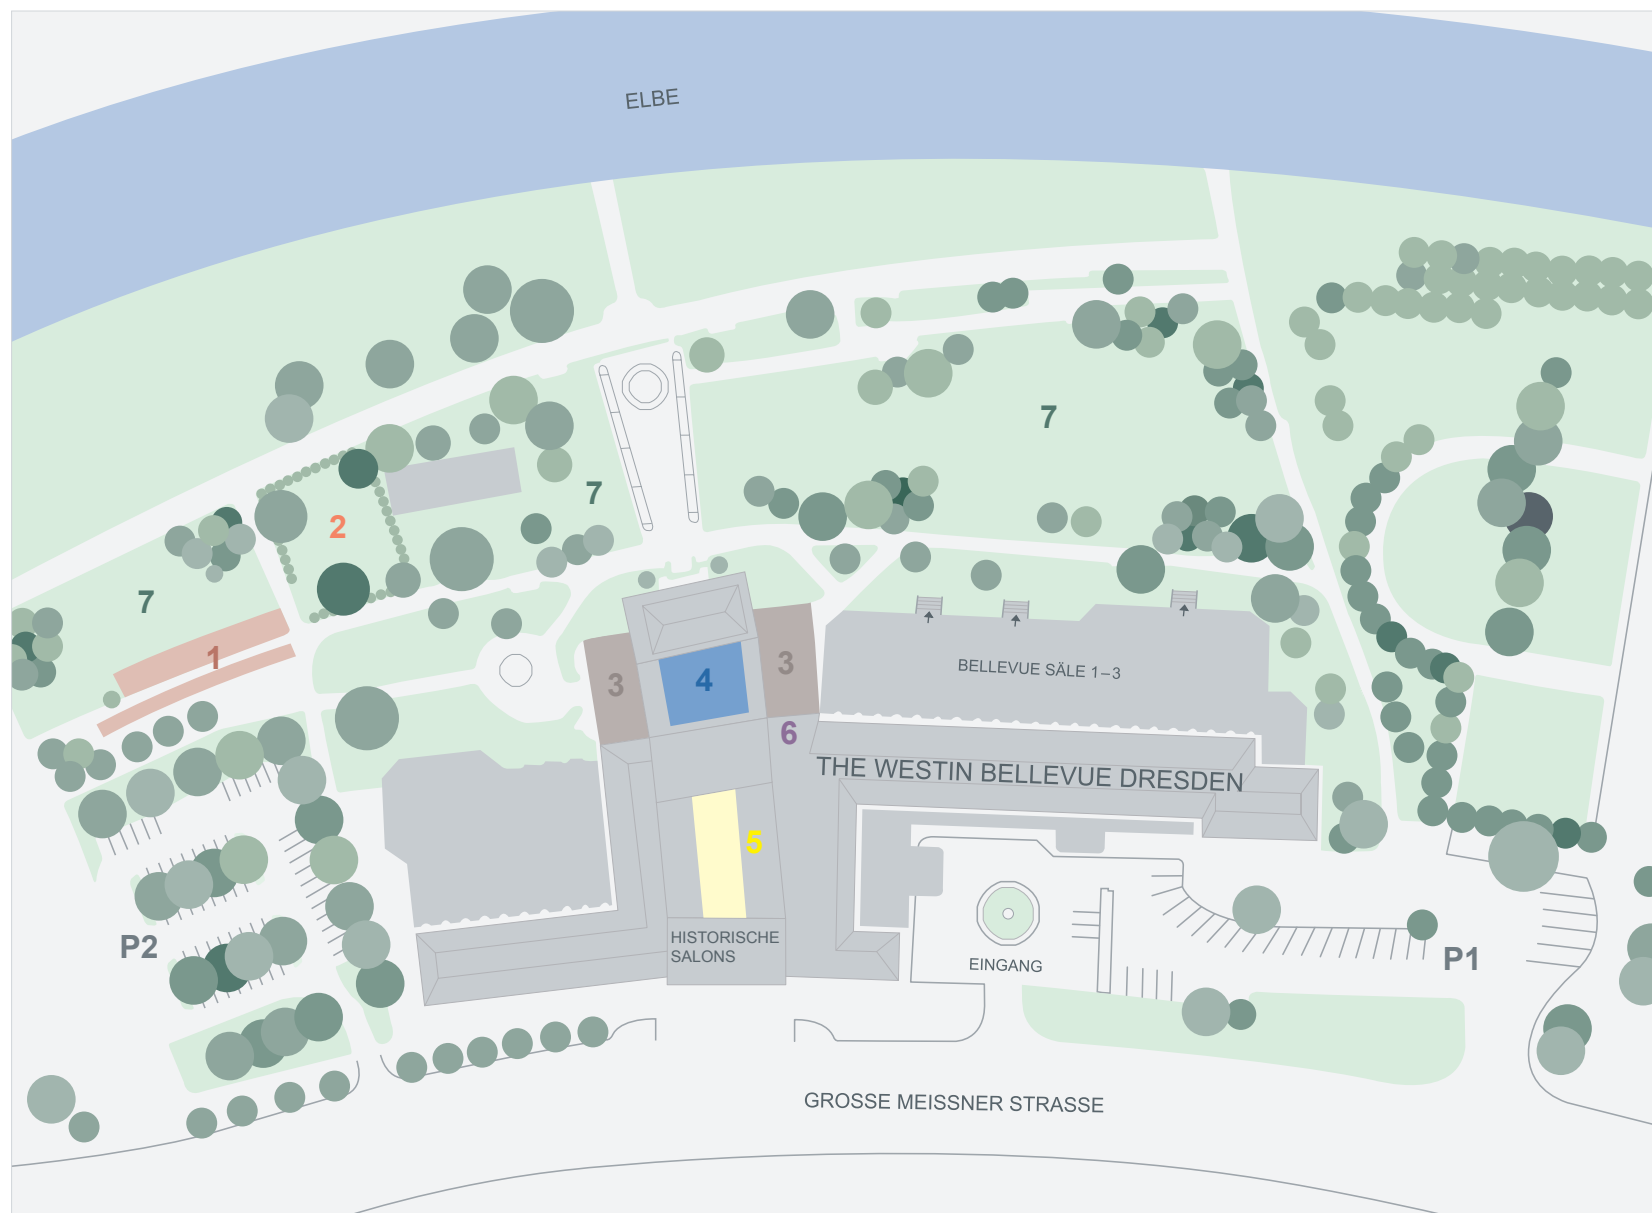 ELBE
7
7
2
7
1
3
4
3
BELLEVUE SÄLE 1–3
6
THE WESTIN BELLEVUE DRESDEN
5
HISTORISCHE
SALONS
P2
EINGANG
P1
GROSSE MEISSNER STRASSE